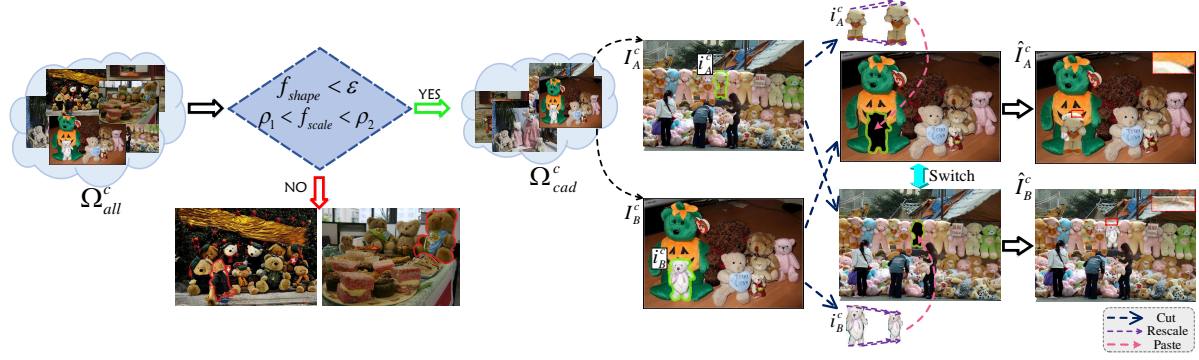 Ω^c_all
f_shape < ε
ρ_1 < f_scale < ρ_2
YES
NO
Ω^c_cad
I^c_A
i^c_A
I^c_B
i^c_B
i^c_A
Switch
i^c_B
Î^c_A
Î^c_B
Cut
Rescale
Paste